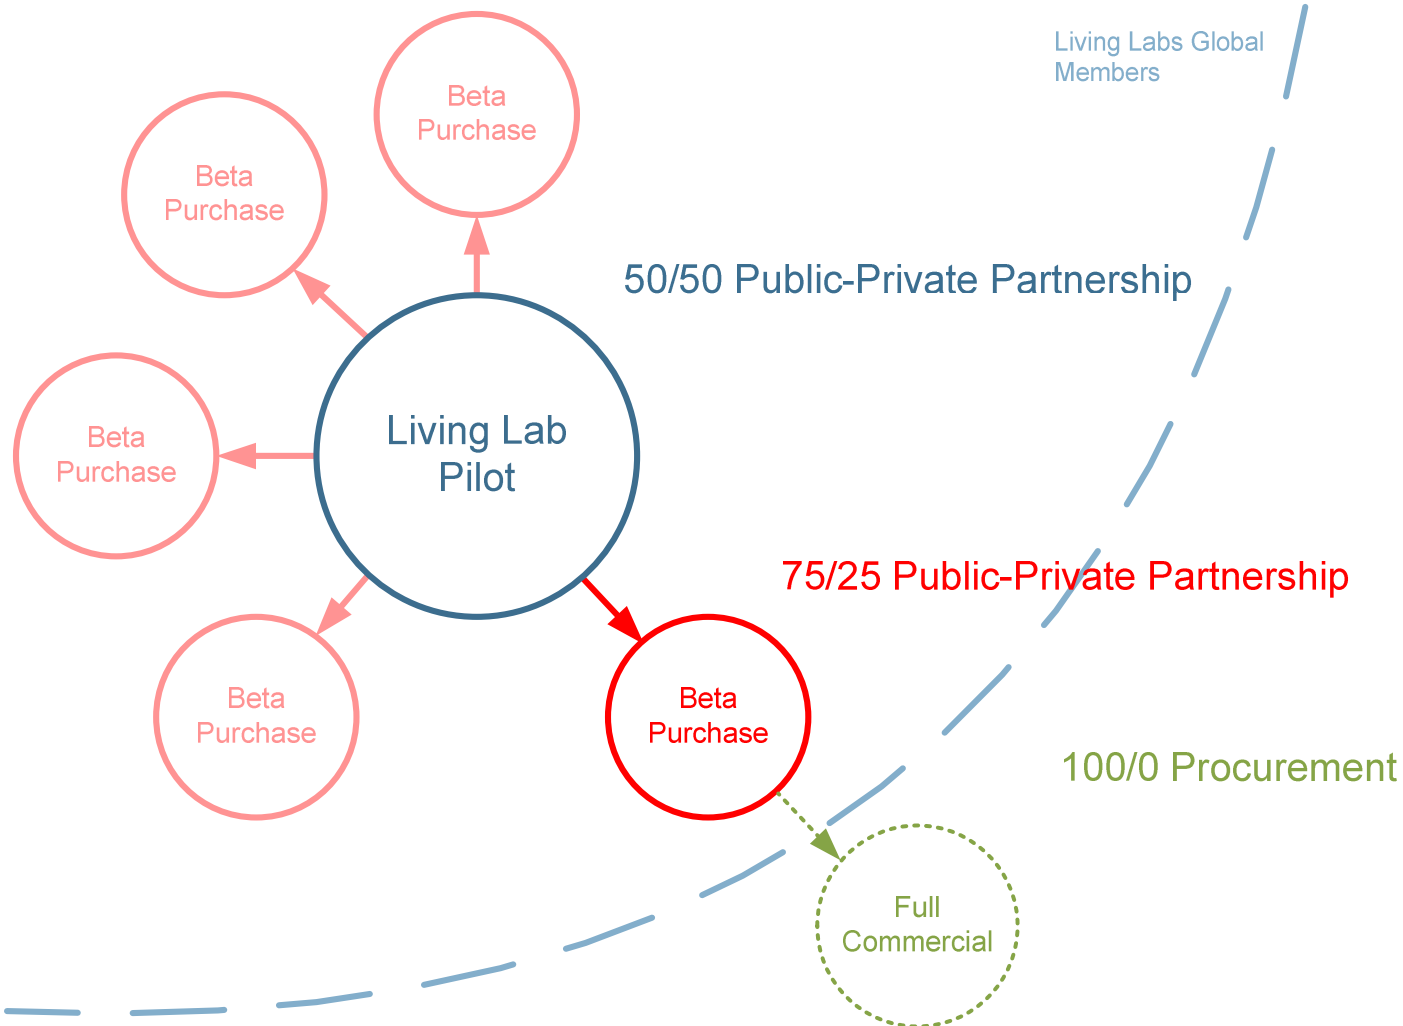 Living Labs Global
Members
Beta
Purchase
Beta
Purchase
50/50 Public-Private Partnership
Living Lab
Pilot
Beta
Purchase
75/25 Public-Private Partnership
Beta
Purchase
Beta
Purchase
100/0 Procurement
Full
Commercial